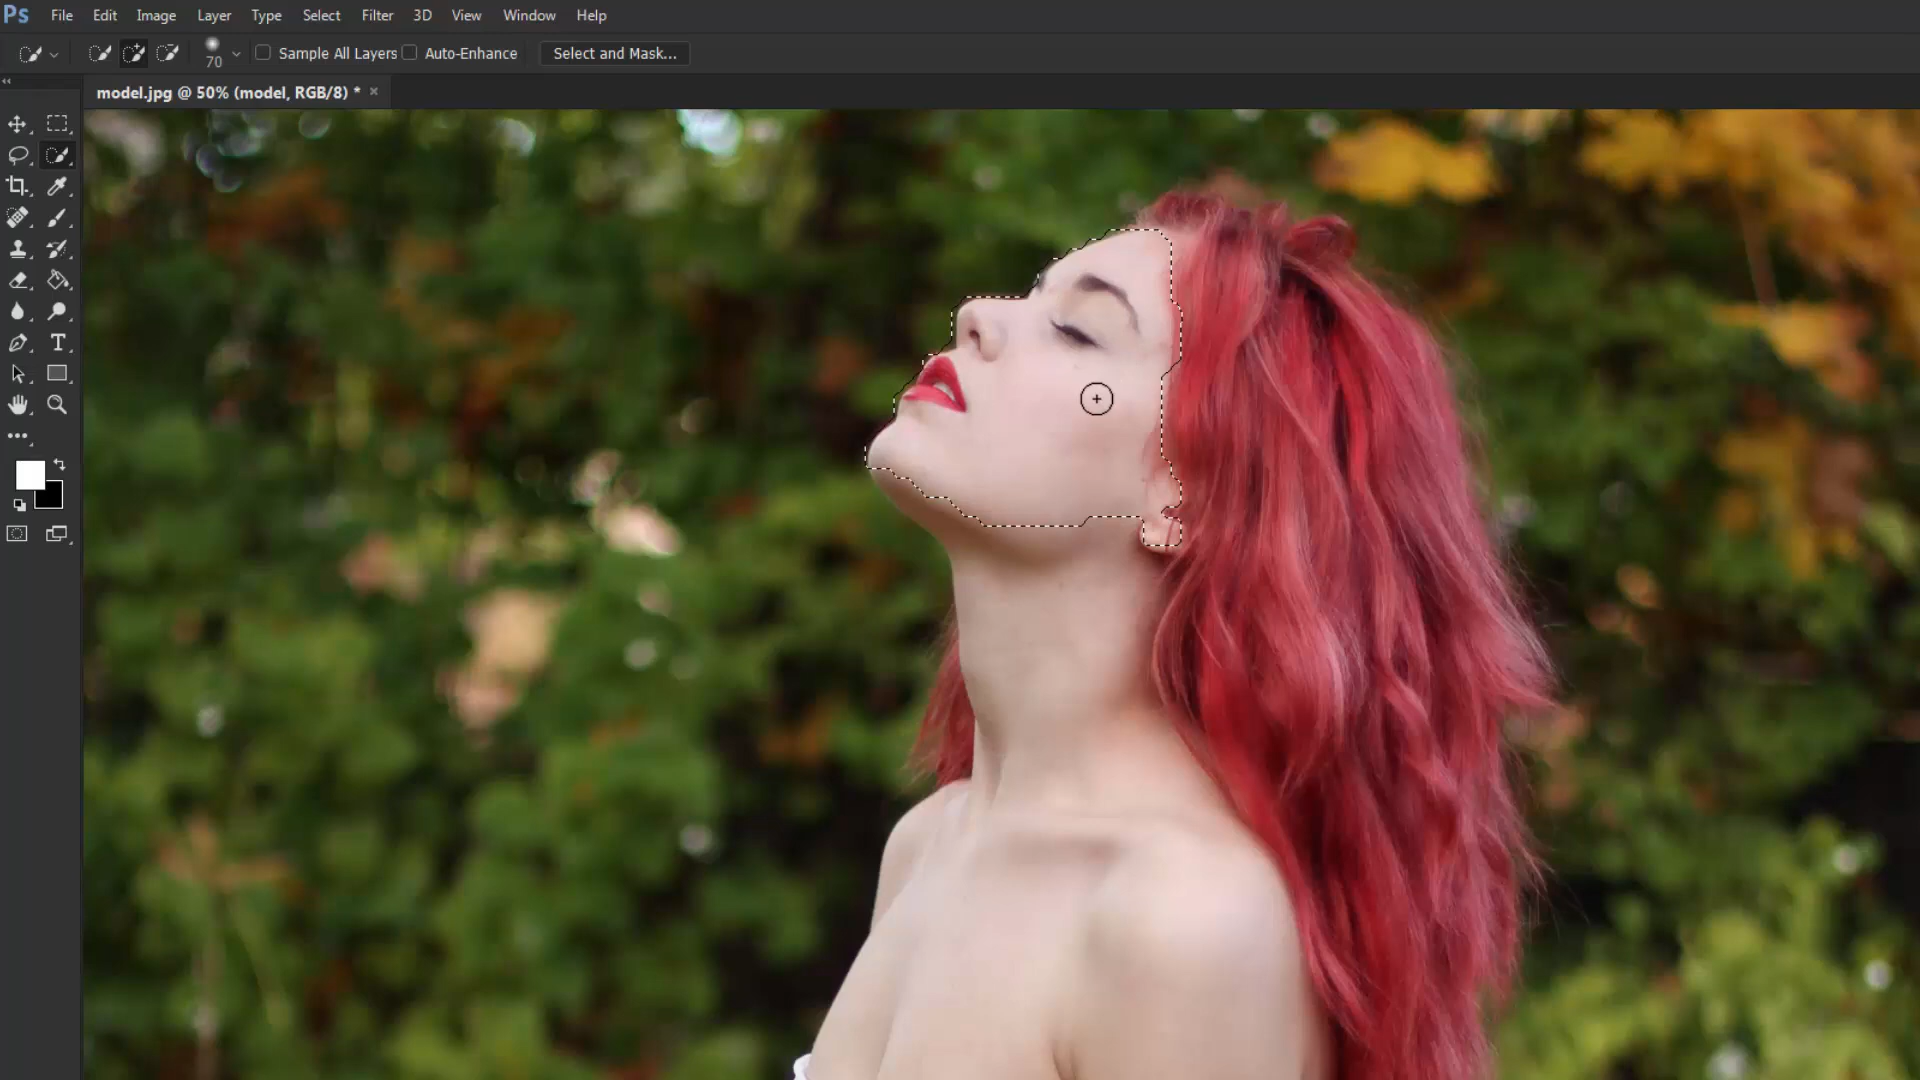 Ps File Edit Image Layer Type Select Filter 3D View Window Help
70 Sample All Layers Auto-Enhance Select and Mask...
model.jpg @ 50% (model, RGB/8) * ×
T